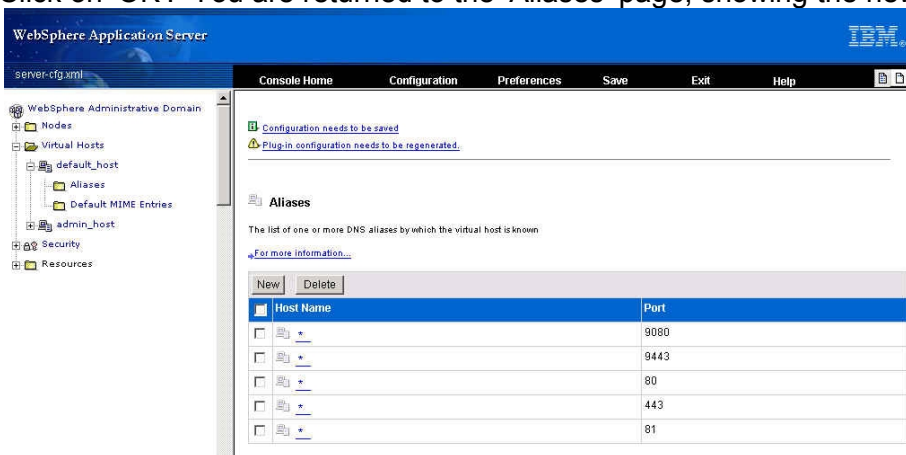 Click on 'OK'. You are returned to the 'Aliases' page, showing the
WebSphere Application Server
IBM
server-cfg.xml
Console Home Configuration Preferences Save Exit Help
WebSphere Administrative Domain
Nodes
Virtual Hosts
default_host
Aliases
Default MIME Entries
admin_host
Security
Resources
Configuration needs to be saved
Plug-in configuration needs to be regenerated.
Aliases
The list of one or more DNS aliases by which the virtual host is known
For more information...
New Delete
Host Name Port
* 9080
* 9443
* 80
* 443
* 81